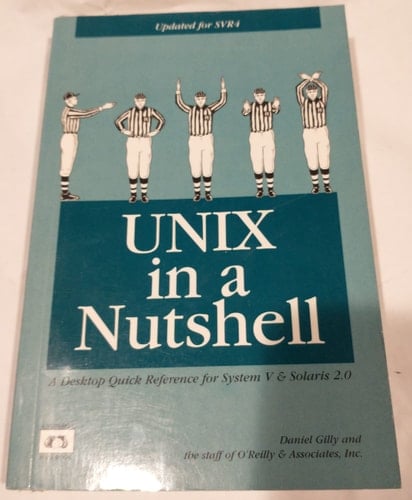 Updated for SVR4
UNIX
in a
Nutshell
A Desktop Quick Reference for System V & Solaris 2.0
Daniel Gilly and
the staff of O'Reilly & Associates, Inc.